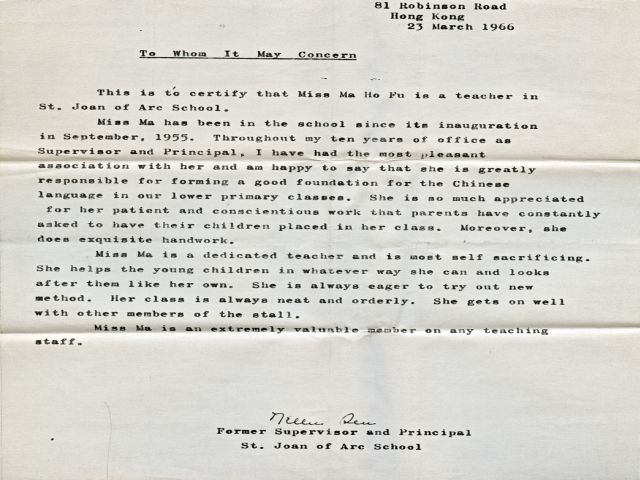 81 Robinson Road
Hong Kong
23 March 1966
To Whom It May Concern
This is to certify that Miss Ma Ho Fu is a teacher in
St. Joan of Arc School.
Miss Ma has been in the school since its inauguration
in September, 1955. Throughout my ten years of office as
Supervisor and Principal, I have had the most pleasant
association with her and am happy to say that she is greatly
responsible for forming a good foundation for the Chinese
language in our lower primary classes. She is so much appreciated
for her patient and conscientious work that parents have constantly
asked to have their children placed in her class. Moreover, she
does exquisite handwork.
Miss Ma is a dedicated teacher and is most self sacrificing.
She helps the young children in whatever way she can and looks
after them like her own. She is always eager to try out new
method. Her class is always neat and orderly. She gets on well
with other members of the stall.
Miss Ma is an extremely valuable member on any teaching
staff.
Former Supervisor and Principal
St. Joan of Arc School